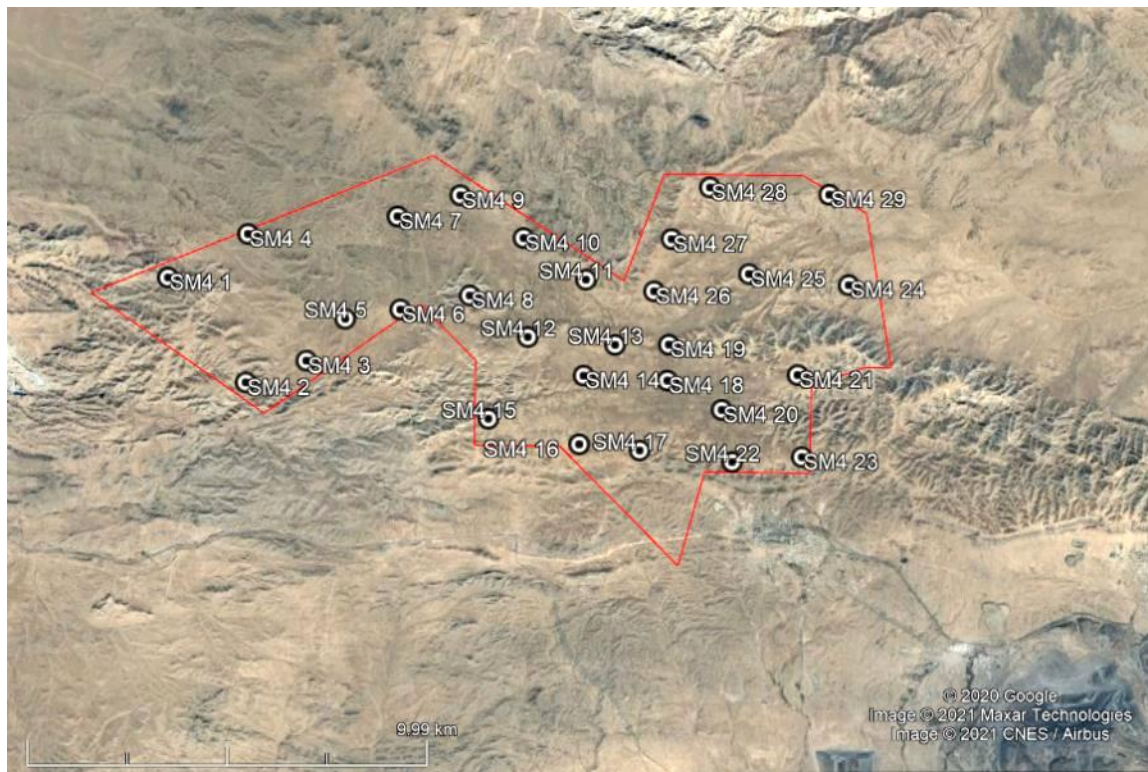 SM4 28
SM4 29
SM4 9
SM4 7
SM4 4
SM4 10
SM4 27
SM4 11
SM4 25
SM4 1
SM4 24
SM4 26
SM4 8
SM4 5
SM4 6
SM4 12
SM4 13
SM4 19
SM4 3
SM4 14
SM4 18
SM4 21
SM4 2
SM4 15
SM4 20
SM4 16
SM4 17
SM4 22
SM4 23
© 2020 Google
Image © 2021 Maxar Technologies
Image © 2021 CNES / Airbus
9.99 km